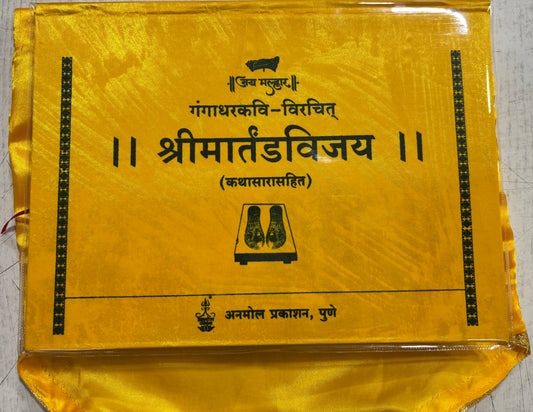 ॥ जय मल्हार ॥
गंगाधरकवि-विरचित्
॥ श्रीमार्तंडविजय ॥
(कथासारासहित)
अनमोल प्रकाशन, पुणे